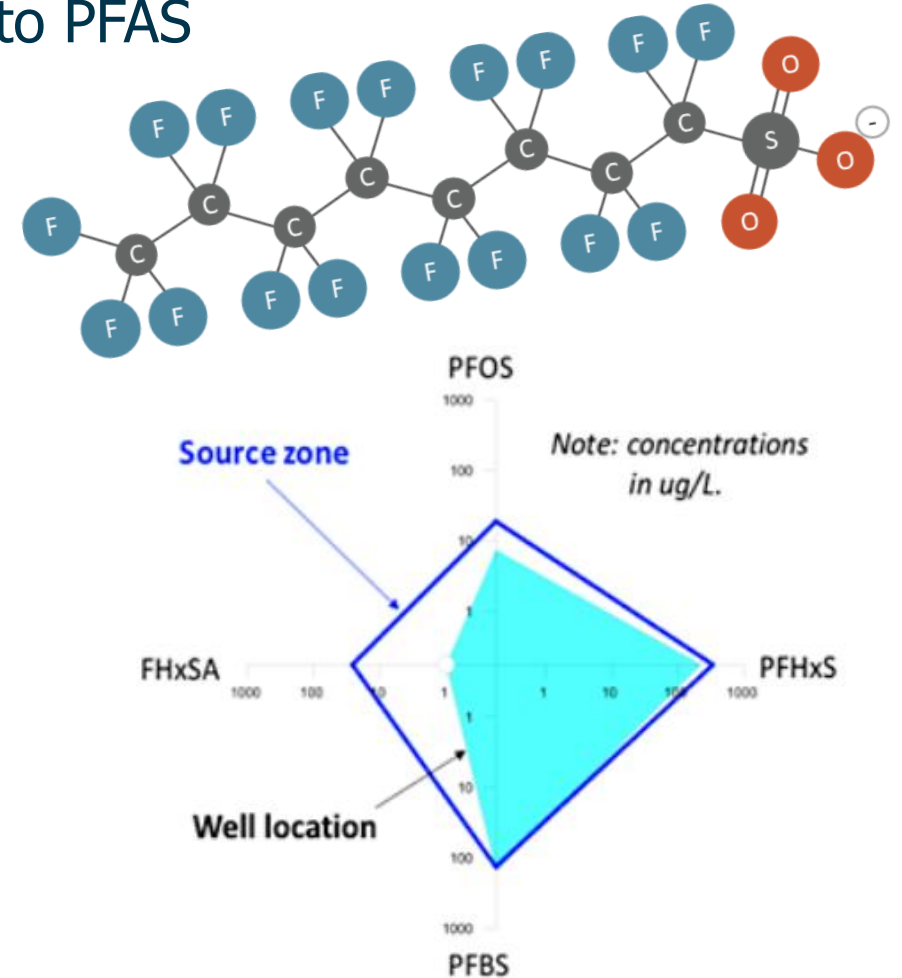 to PFAS
F F F F F F F F O
C C C C C C C C S O -
F F F F F F F F F O
PFOS
1000
Source zone
Note: concentrations
in ug/L.
100
10
1
FHxSA
PFHxS
1000 100 10 1 1 10 100 1000
1
10
Well location
100
1000
PFBS